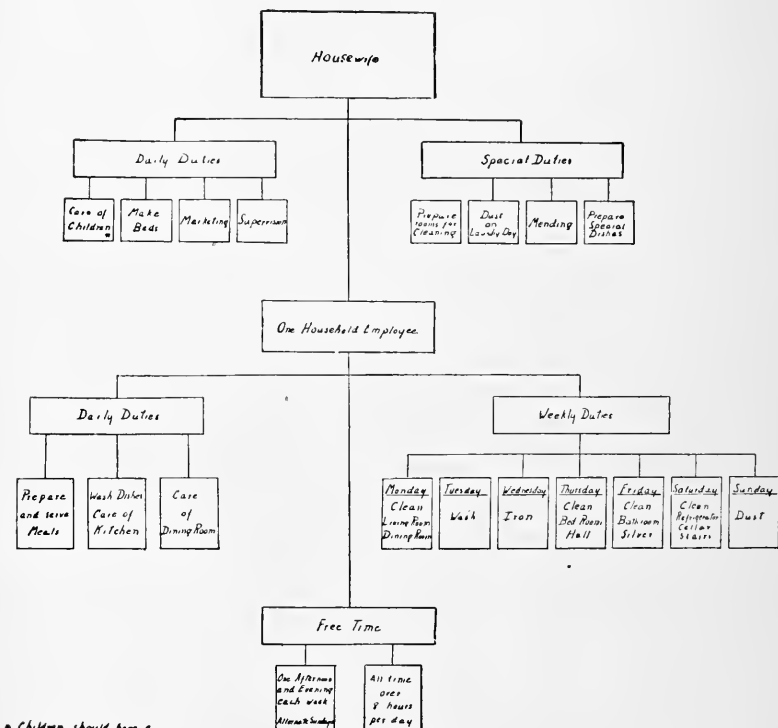 Housewife
Daily Duties
Special Duties
Care of
Children*
Make
Beds
Marketing
Supervision
Prepare
rooms for
Cleaning
Dust
on
Laundry Day
Mending
Prepare
Special
Dishes
One Household Employee
Daily Duties
Weekly Duties
Prepare
and serve
Meals
Wash Dishes
Care of
Kitchen
Care
of
Dining Room
Monday
Clean
Living Room
Dining Room
Tuesday
Wash
Wednesday
Iron
Thursday
Clean
Bed Room
Hall
Friday
Clean
Bathroom
Silver
Saturday
Clean
Refrigerator
Cellar
Stairs
Sunday
Dust
Free Time
One Afternoon
and Evening
each week
Alternate Sundays
All time
over
8 hours
per day
* Children should have a